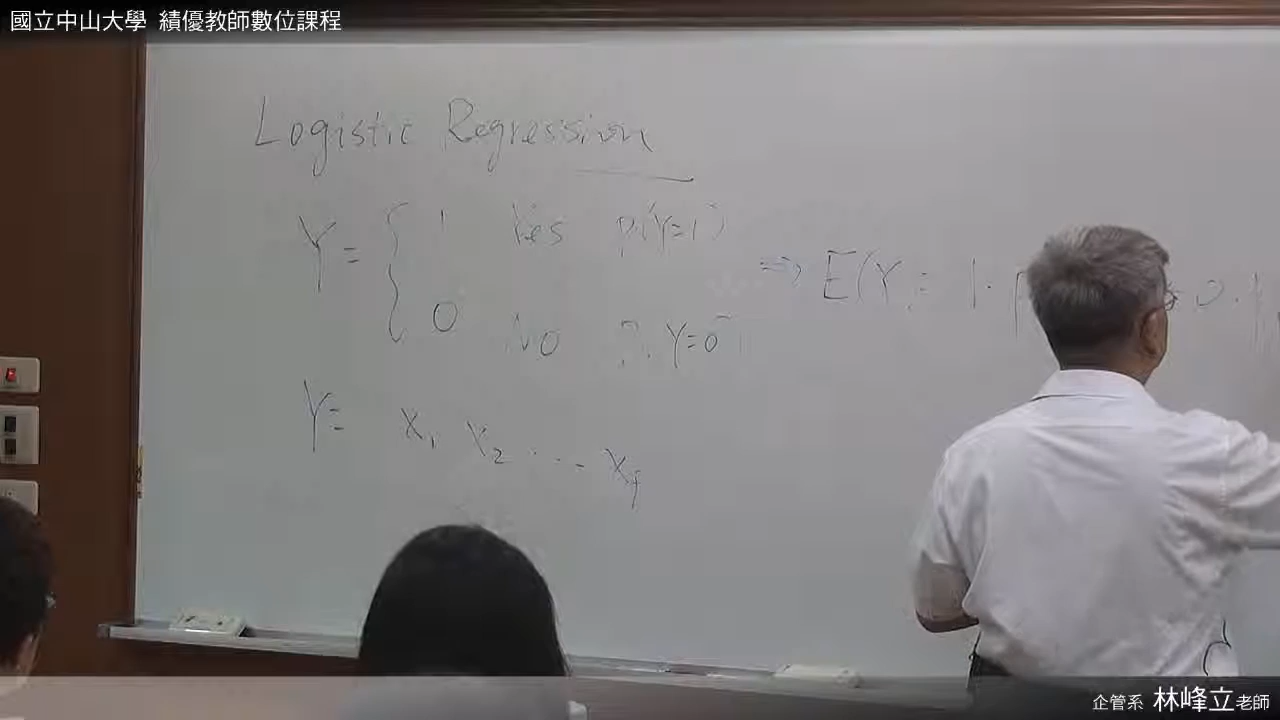 國立中山大學 績優教師數位課程
Logistic Regression
Y = { 1 Yes P(Y=1)
0 No P(Y=0)
⇒ E(Y) = 1 · P + 0 ·
Y = X₁ X₂ ...
企管系 林峰立老師